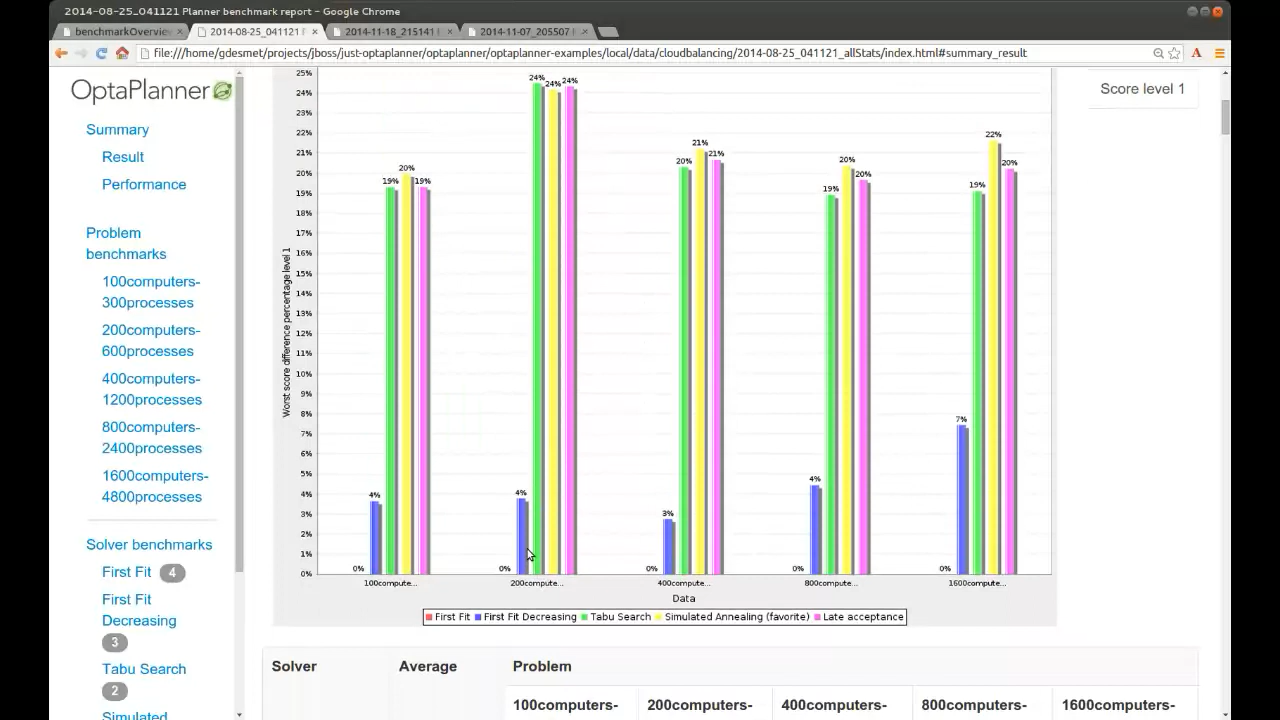 2014-08-25_041121 Planner benchmark report - Google Chrome
benchmarkOverview
2014-08-25_041121 P
2014-11-18_215141 P
2014-11-07_205507 P
file:///home/gdesmet/projects/jboss/just-optaplanner/optaplanner/optaplanner-examples/local/data/cloudbalancing/2014-08-25_041121_allStats/index.html#summary_result
OptaPlanner
Summary
Result
Performance
Problem
benchmarks
100computers-
300processes
200computers-
600processes
400computers-
1200processes
800computers-
2400processes
1600computers-
4800processes
Solver benchmarks
First Fit 4
First Fit
Decreasing
3
Tabu Search
2
Simulated
Score level 1
Worst score difference percentage level 1
25%
24%
23%
22%
21%
20%
19%
18%
17%
16%
15%
14%
13%
12%
11%
10%
9%
8%
7%
6%
5%
4%
3%
2%
1%
0%
0% 4% 19% 20% 19%
0% 4% 24% 24% 24%
0% 3% 20% 21% 21%
0% 4% 19% 20% 20%
0% 7% 19% 22% 20%
100compute... 200compute... 400compute... 800compute... 1600compute...
Data
First Fit First Fit Decreasing Tabu Search Simulated Annealing (favorite) Late acceptance
Solver Average Problem
100computers- 200computers- 400computers- 800computers- 1600computers-